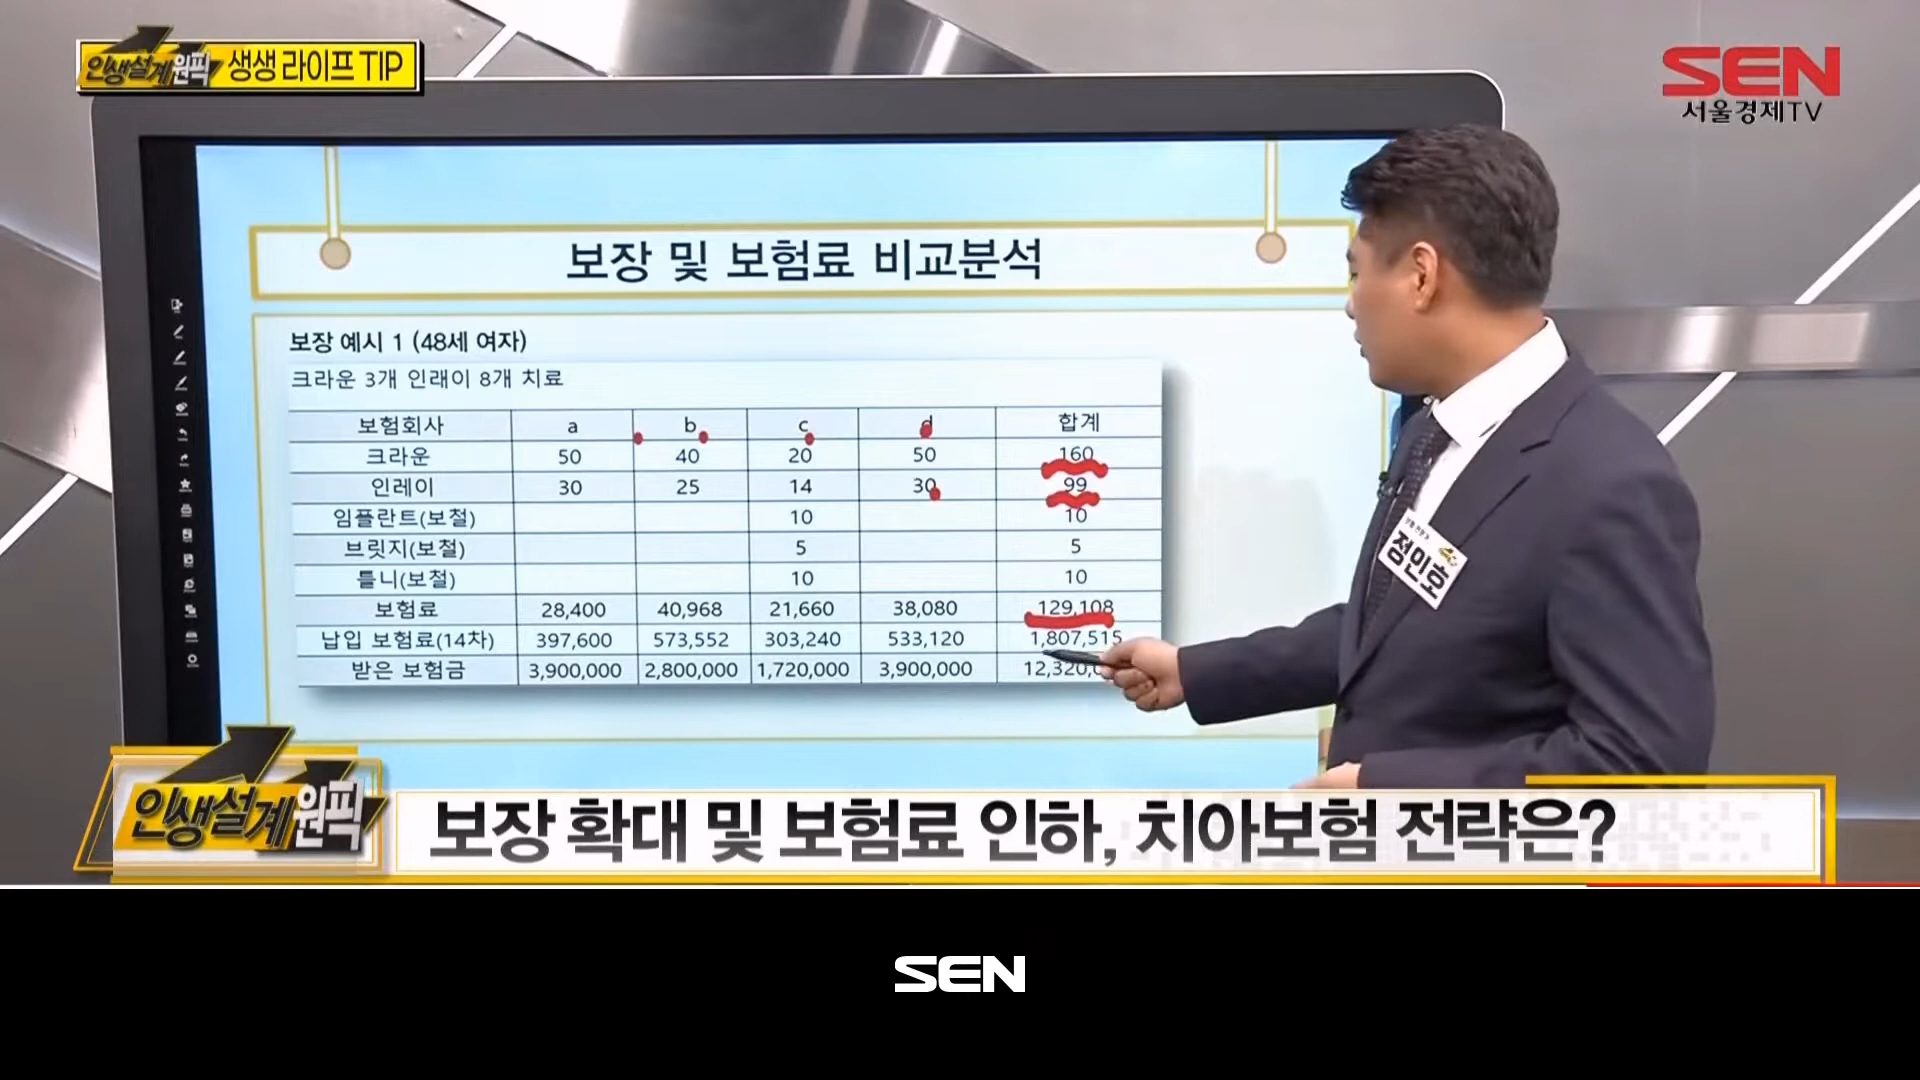 인생설계원픽 생생 라이프 TIP
SEN
서울경제TV
보장 및 보험료 비교분석
보장 예시 1 (48세 여자)
크라운 3개 인래이 8개 치료
보험회사 a b c d 합계
크라운 50 40 20 50 160
인레이 30 25 14 30 99
임플란트(보철) 10 10
브릿지(보철) 5 5
틀니(보철) 10 10
보험료 28,400 40,968 21,660 38,080 129,108
납입 보험료(14차) 397,600 573,552 303,240 533,120 1,807,515
받은 보험금 3,900,000 2,800,000 1,720,000 3,900,000
정인호
인생설계원픽
보장 확대 및 보험료 인하, 치아보험 전략은?
SEN